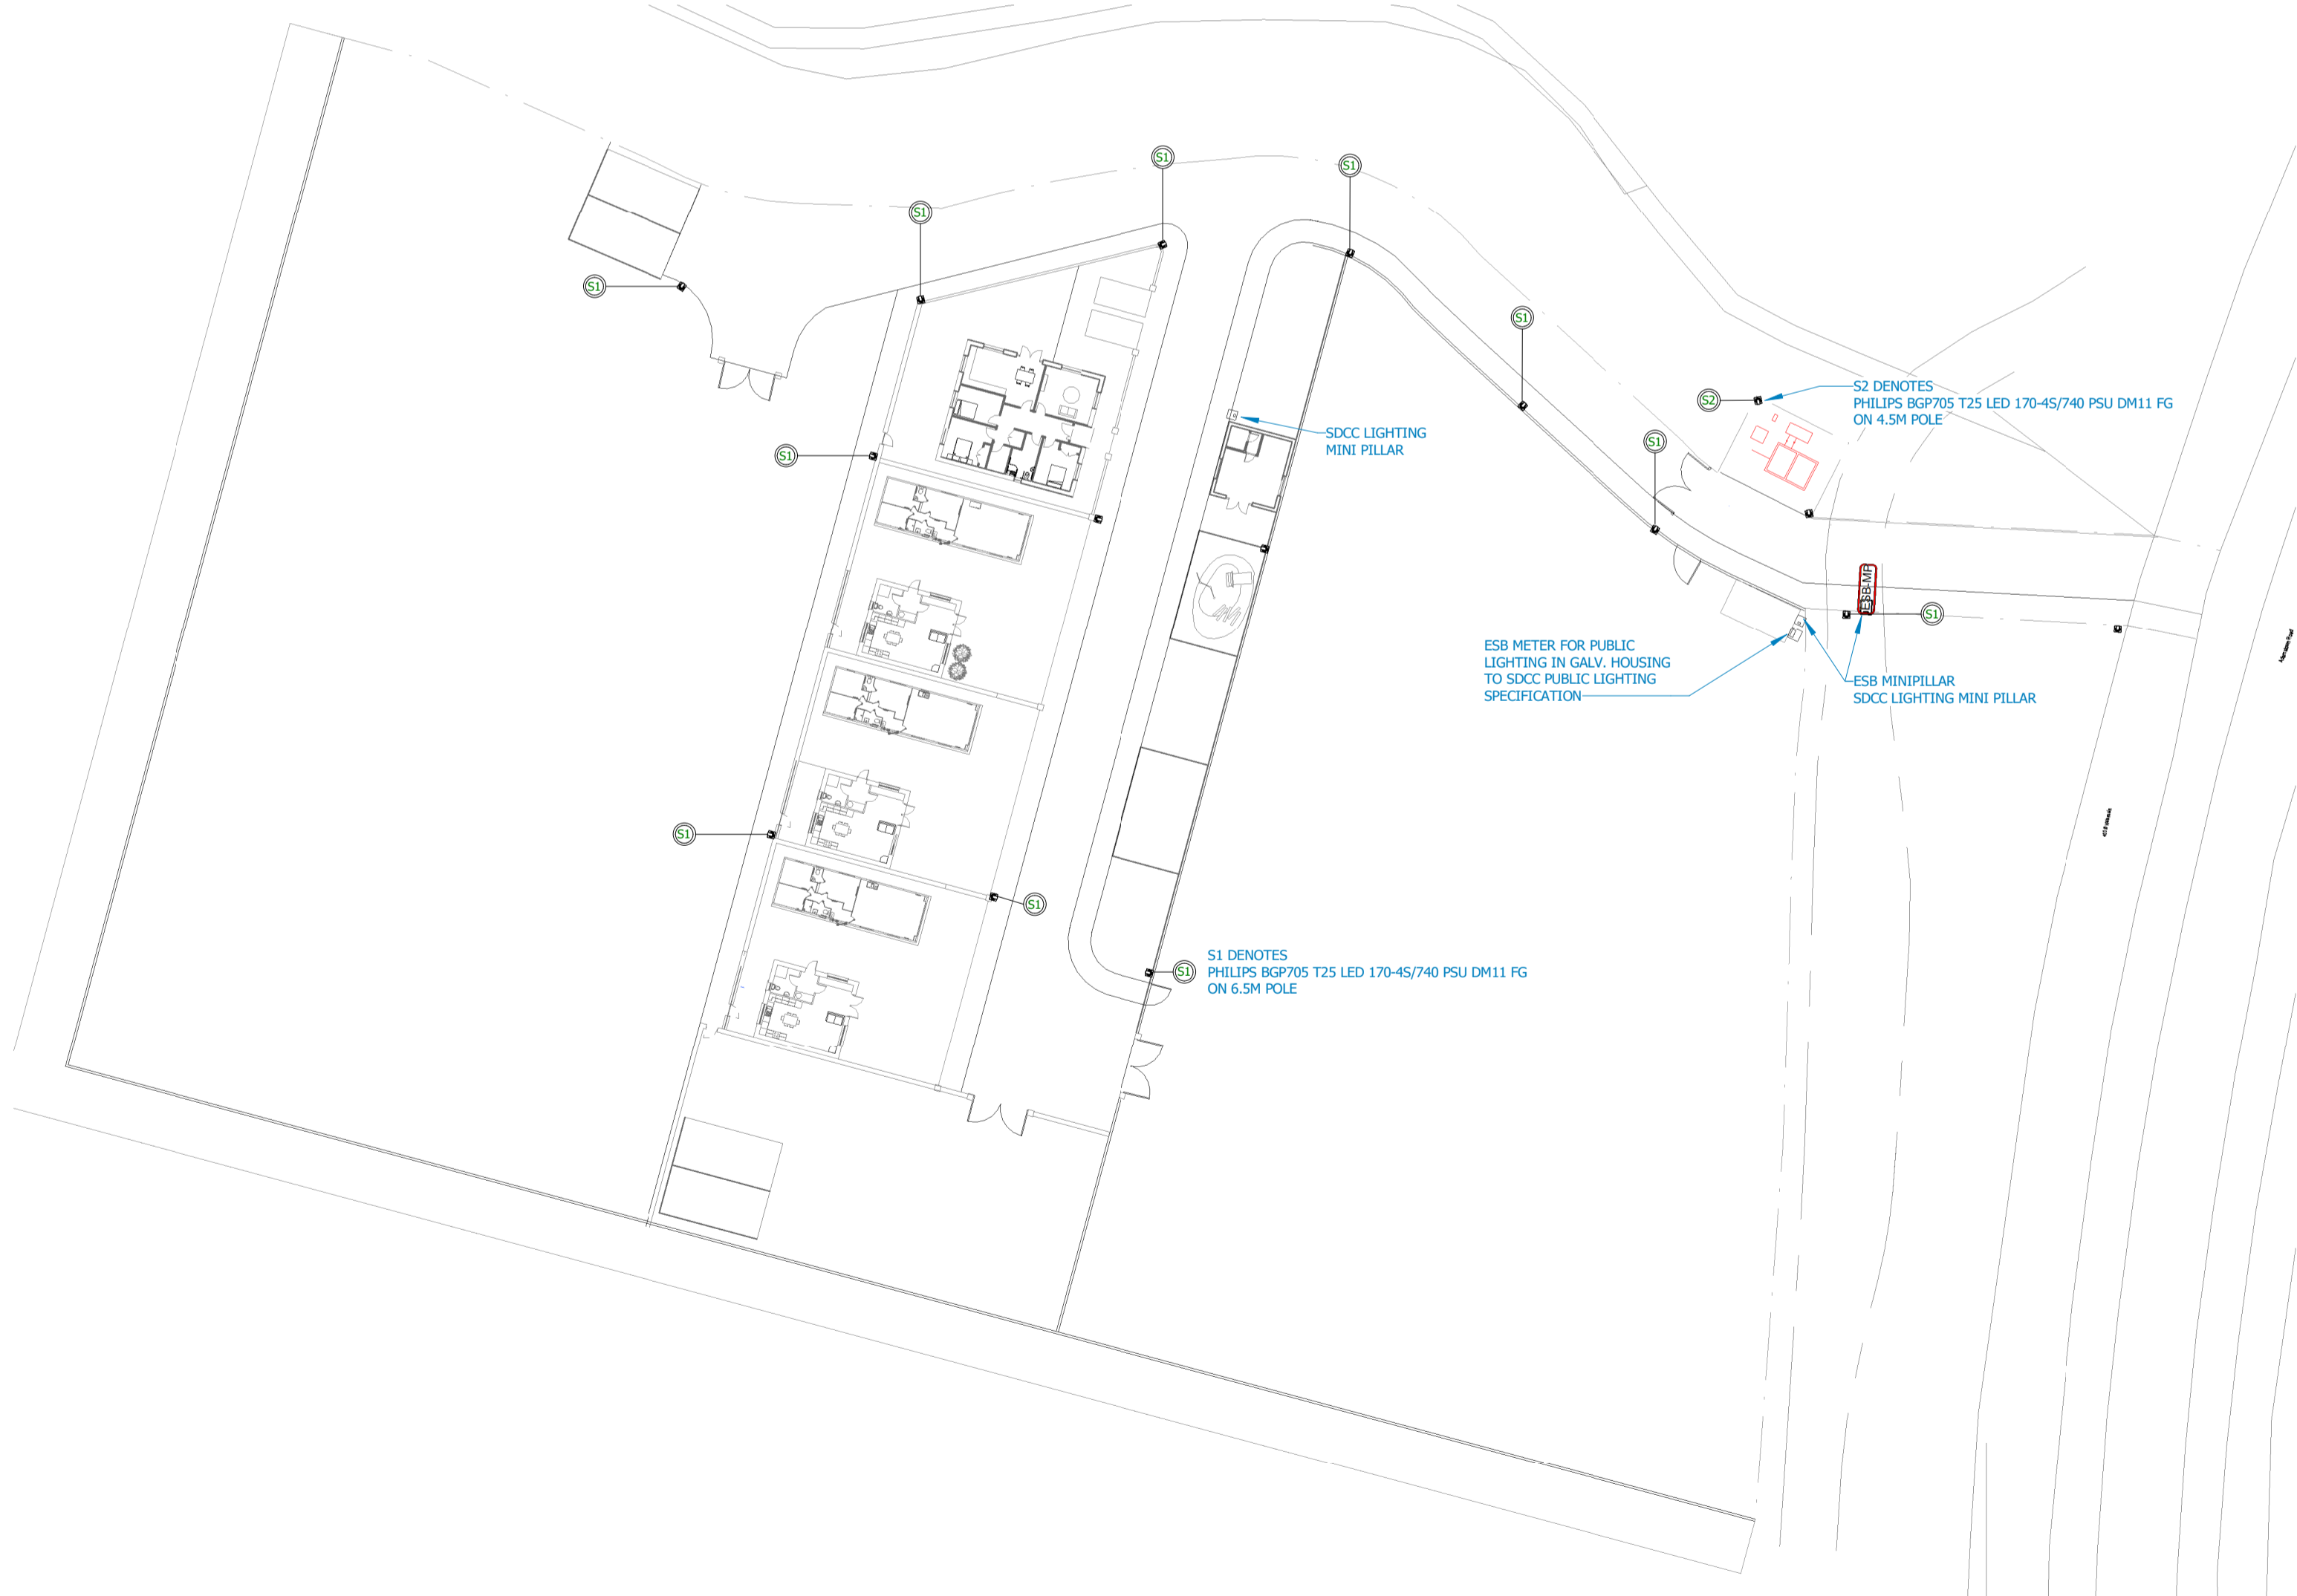 S1
S1
S1
S1
S1
S1
S2
S2 DENOTES
PHILIPS BGP705 T25 LED 170-4S/740 PSU DM11 FG
ON 4.5M POLE
SDCC LIGHTING
MINI PILLAR
S1
S1
ESB-MP
S1
ESB METER FOR PUBLIC
LIGHTING IN GALV. HOUSING
TO SDCC PUBLIC LIGHTING
SPECIFICATION
ESB MINIPILLAR
SDCC LIGHTING MINI PILLAR
S1
S1
S1
S1 DENOTES
PHILIPS BGP705 T25 LED 170-4S/740 PSU DM11 FG
ON 6.5M POLE